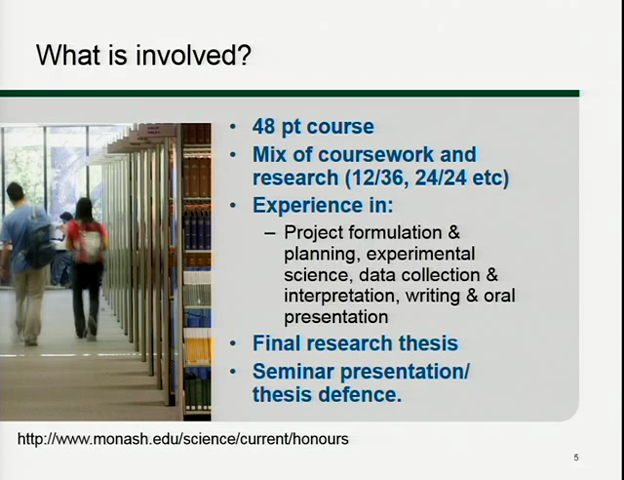 What is involved?
• 48 pt course
• Mix of coursework and
research (12/36, 24/24 etc)
• Experience in:
– Project formulation &
planning, experimental
science, data collection &
interpretation, writing & oral
presentation
• Final research thesis
• Seminar presentation/
thesis defence.
http://www.monash.edu/science/current/honours
5